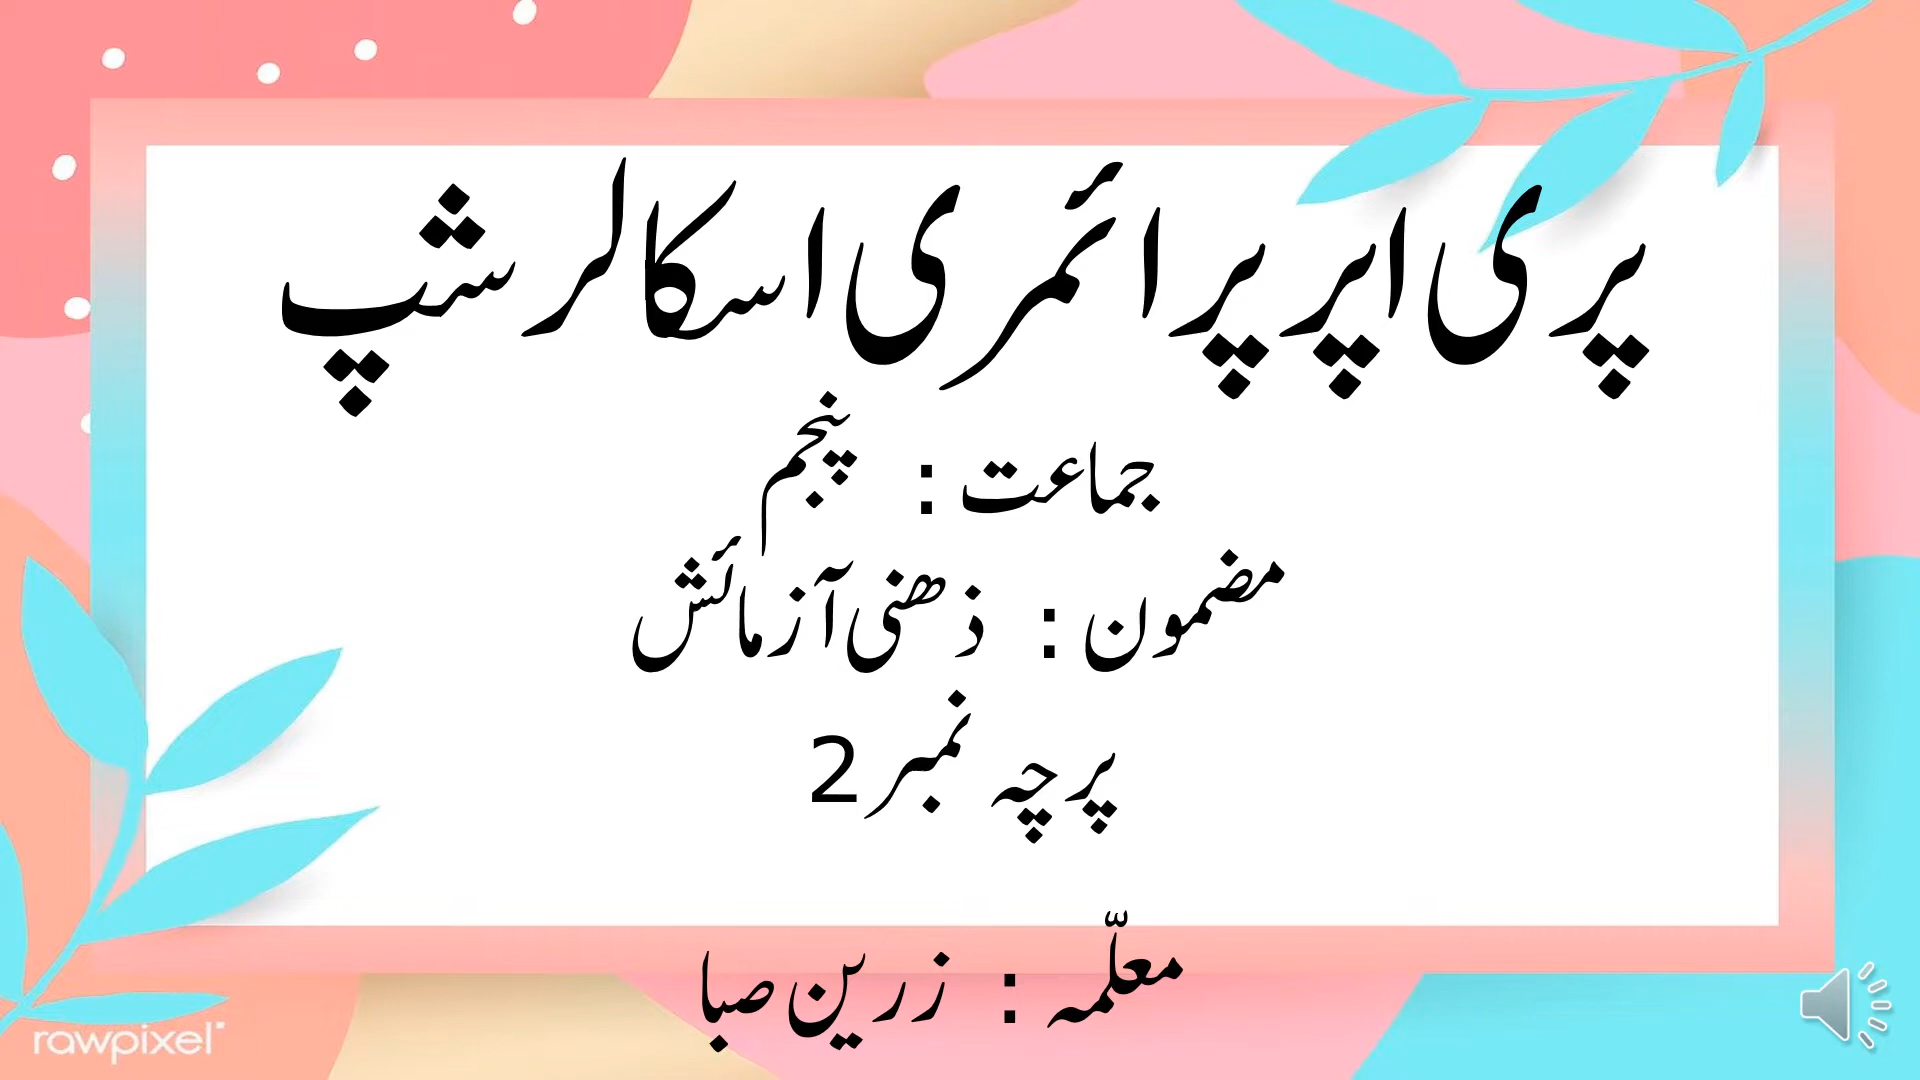 پری اپر پرائمری اسکالرشپ
جماعت : پنجم
مضمون : ذھنی آزمائش
پرچہ نمبر 2
معلّمہ : زرین صبا
rawpixel